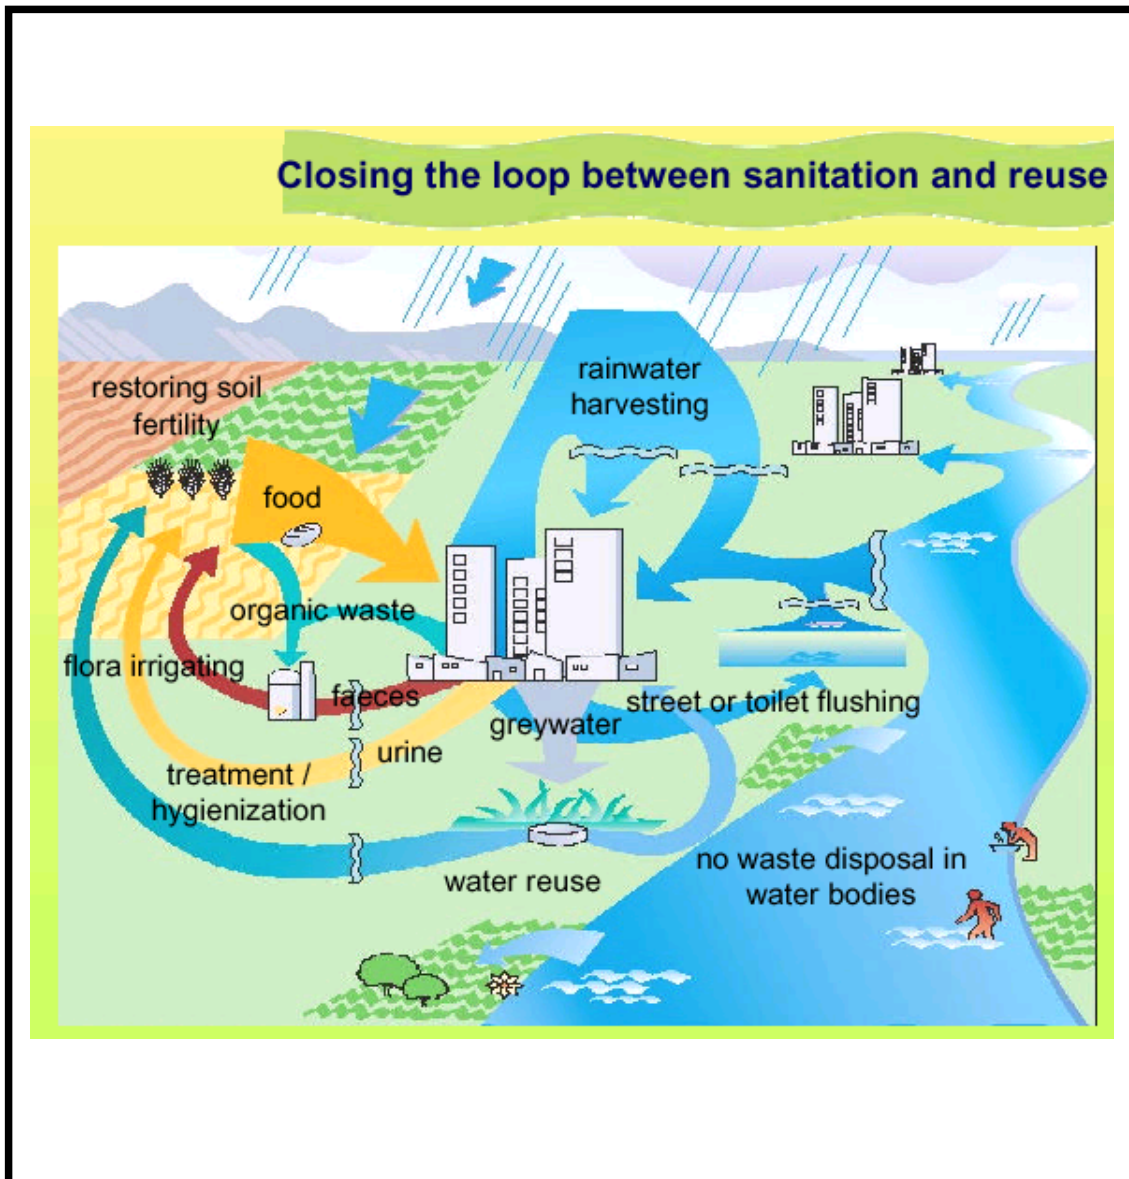 Closing the loop between sanitation and reuse
restoring soil
fertility
rainwater
harvesting
food
organic waste
flora irrigating
faeces
greywater
street or toilet flushing
urine
treatment /
hygienization
water reuse
no waste disposal in
water bodies